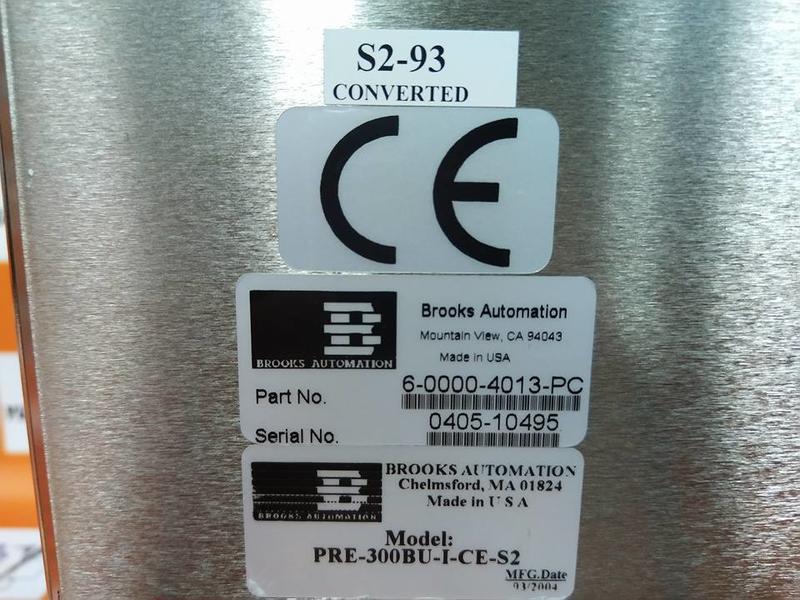 S2-93
CONVERTED
CE
BROOKS AUTOMATION
Brooks Automation
Mountain View, CA 94043
Made in USA
Part No.
6-0000-4013-PC
Serial No.
0405-10495
BROOKS AUTOMATION
BROOKS AUTOMATION
Chelmsford, MA 01824
Made in U S A
Model:
PRE-300BU-I-CE-S2
MFG.Date